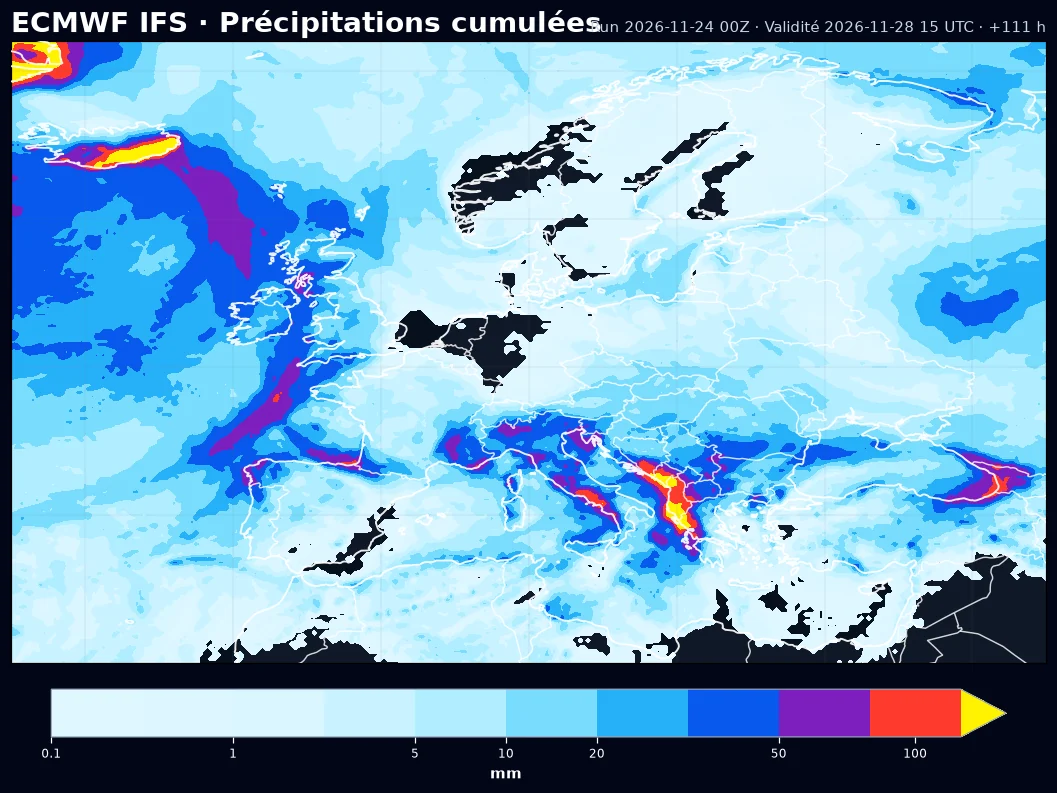 ECMWF IFS · Précipitations cumulées
Run 2026-11-24 00Z · Validité 2026-11-28 15 UTC · +111 h
0.1 1 5 10 20 50 100
mm